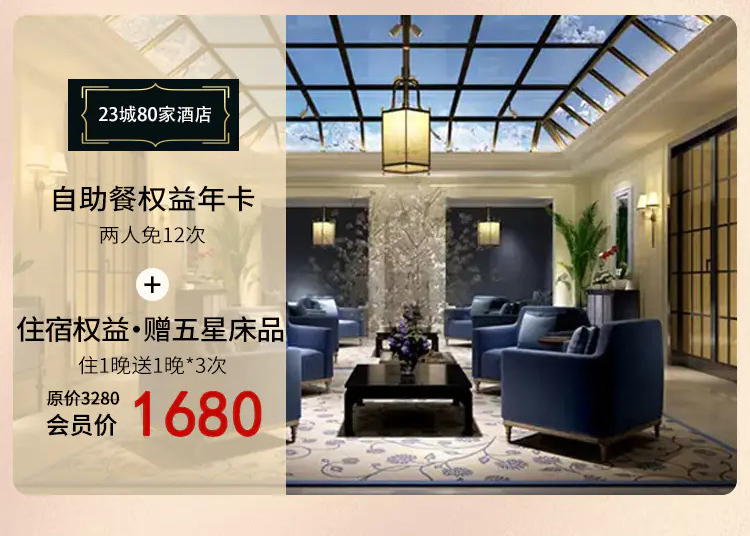 23城80家酒店
自助餐权益年卡
两人免12次
+
住宿权益•赠五星床品
住1晚送1晚*3次
原价3280
会员价 1680